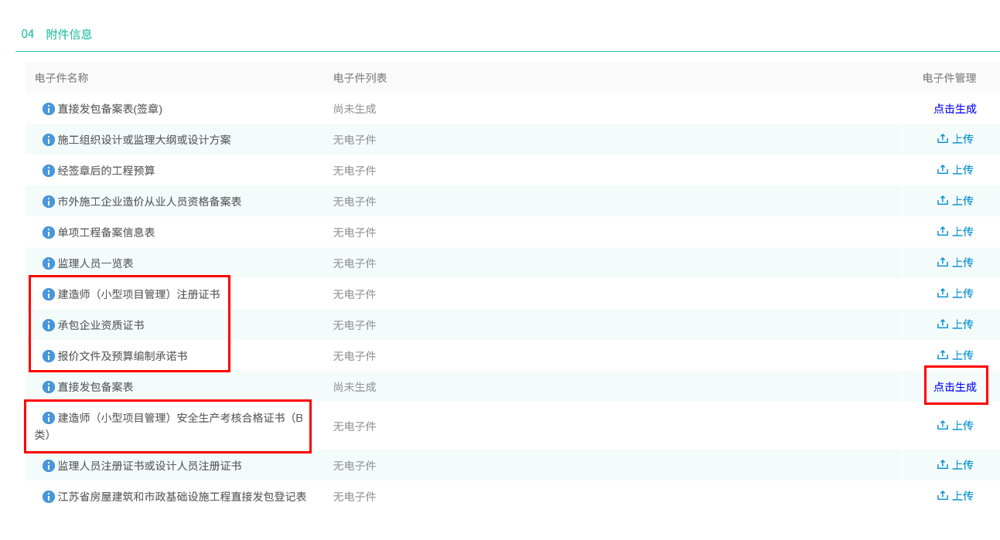 04 附件信息
电子件名称 电子件列表 电子件管理
直接发包备案表(签章) 尚未生成 点击生成
施工组织设计或监理大纲或设计方案 无电子件 上传
经签章后的工程预算 无电子件 上传
市外施工企业造价从业人员资格备案表 无电子件 上传
单项工程备案信息表 无电子件 上传
监理人员一览表 无电子件 上传
建造师（小型项目管理）注册证书 无电子件 上传
承包企业资质证书 无电子件 上传
报价文件及预算编制承诺书 无电子件 上传
直接发包备案表 尚未生成 点击生成
建造师（小型项目管理）安全生产考核合格证书（B
类） 无电子件 上传
监理人员注册证书或设计人员注册证书 无电子件 上传
江苏省房屋建筑和市政基础设施工程直接发包登记表 无电子件 上传